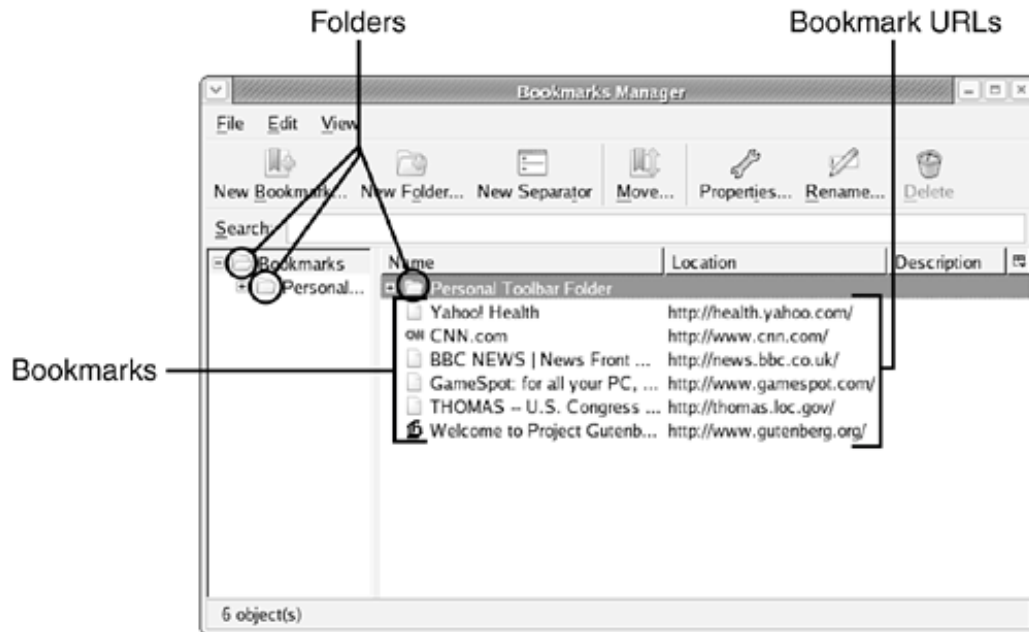 Folders
Bookmark URLs
Bookmarks Manager
File Edit View
New Bookmark... New Folder... New Separator Move... Properties... Rename... Delete
Search:
Bookmarks
Personal...
Name Location Description
Personal Toolbar Folder
Yahoo! Health http://health.yahoo.com/
CNN CNN.com http://www.cnn.com/
BBC NEWS | News Front ... http://news.bbc.co.uk/
GameSpot: for all your PC, ... http://www.gamespot.com/
THOMAS -- U.S. Congress ... http://thomas.loc.gov/
Welcome to Project Gutenb... http://www.gutenberg.org/
Bookmarks
6 object(s)